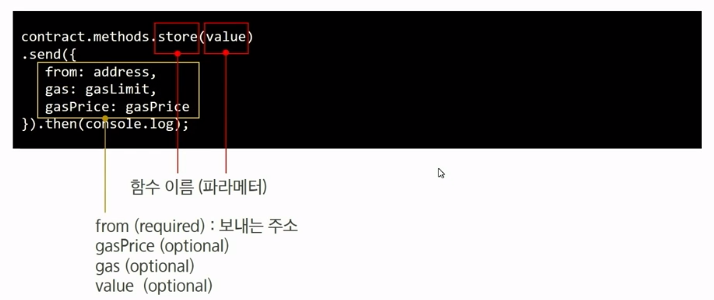 contract.methods.store(value)
.send({
from: address,
gas: gasLimit,
gasPrice: gasPrice
}).then(console.log);
함수 이름 (파라메터)
from (required) : 보내는 주소
gasPrice (optional)
gas (optional)
value (optional)